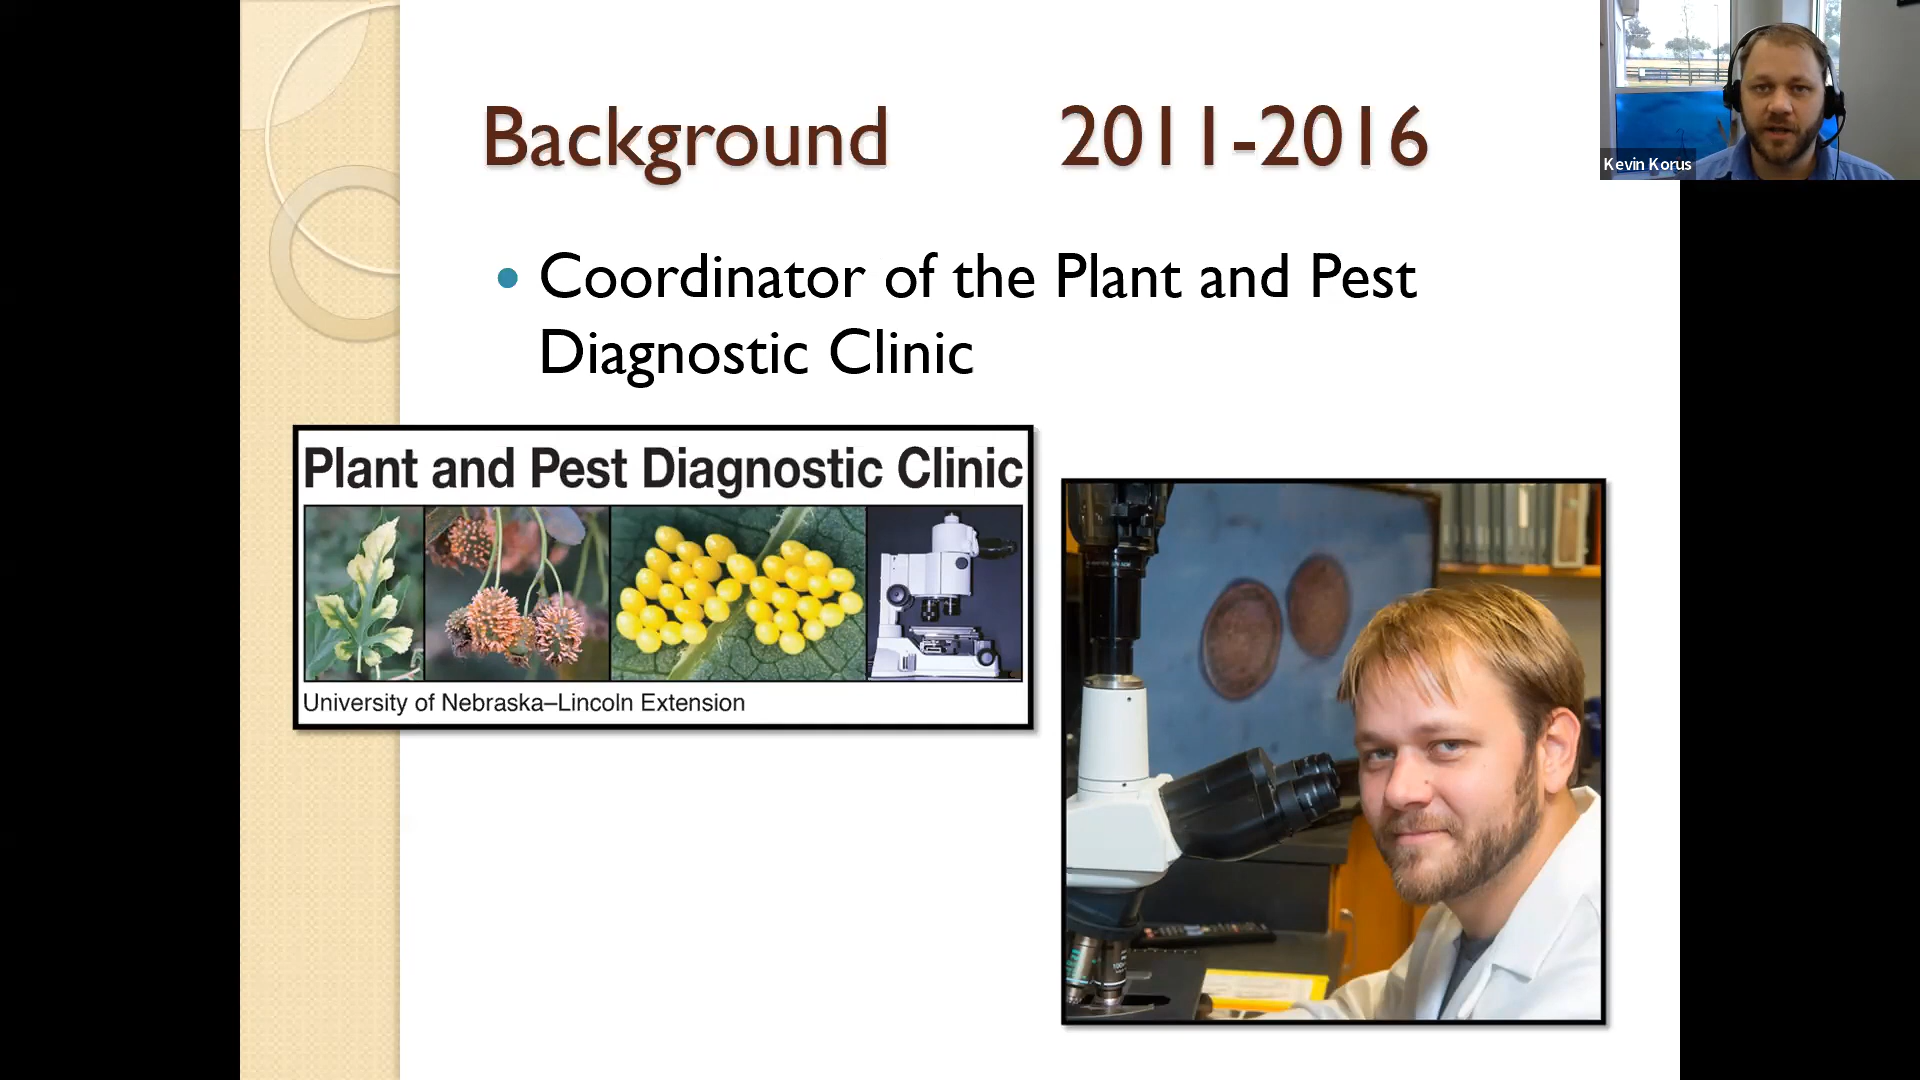 Background 2011-2016
Kevin Korus
• Coordinator of the Plant and Pest
Diagnostic Clinic
Plant and Pest Diagnostic Clinic
University of Nebraska–Lincoln Extension